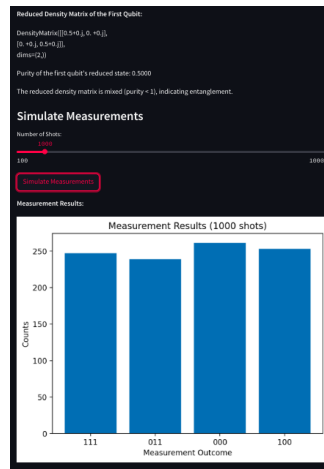 Reduced Density Matrix of the First Qubit:
DensityMatrix([[0.5+0.j, 0. +0.j],
[0. +0.j, 0.5+0.j]],
dims=(2,))
Purity of the first qubit's reduced state: 0.5000
The reduced density matrix is mixed (purity < 1), indicating entanglement.
Simulate Measurements
Number of Shots:
1000
100 1000
Simulate Measurements
Measurement Results:
Measurement Results (1000 shots)
Counts
250
200
150
100
50
0
111 011 000 100
Measurement Outcome